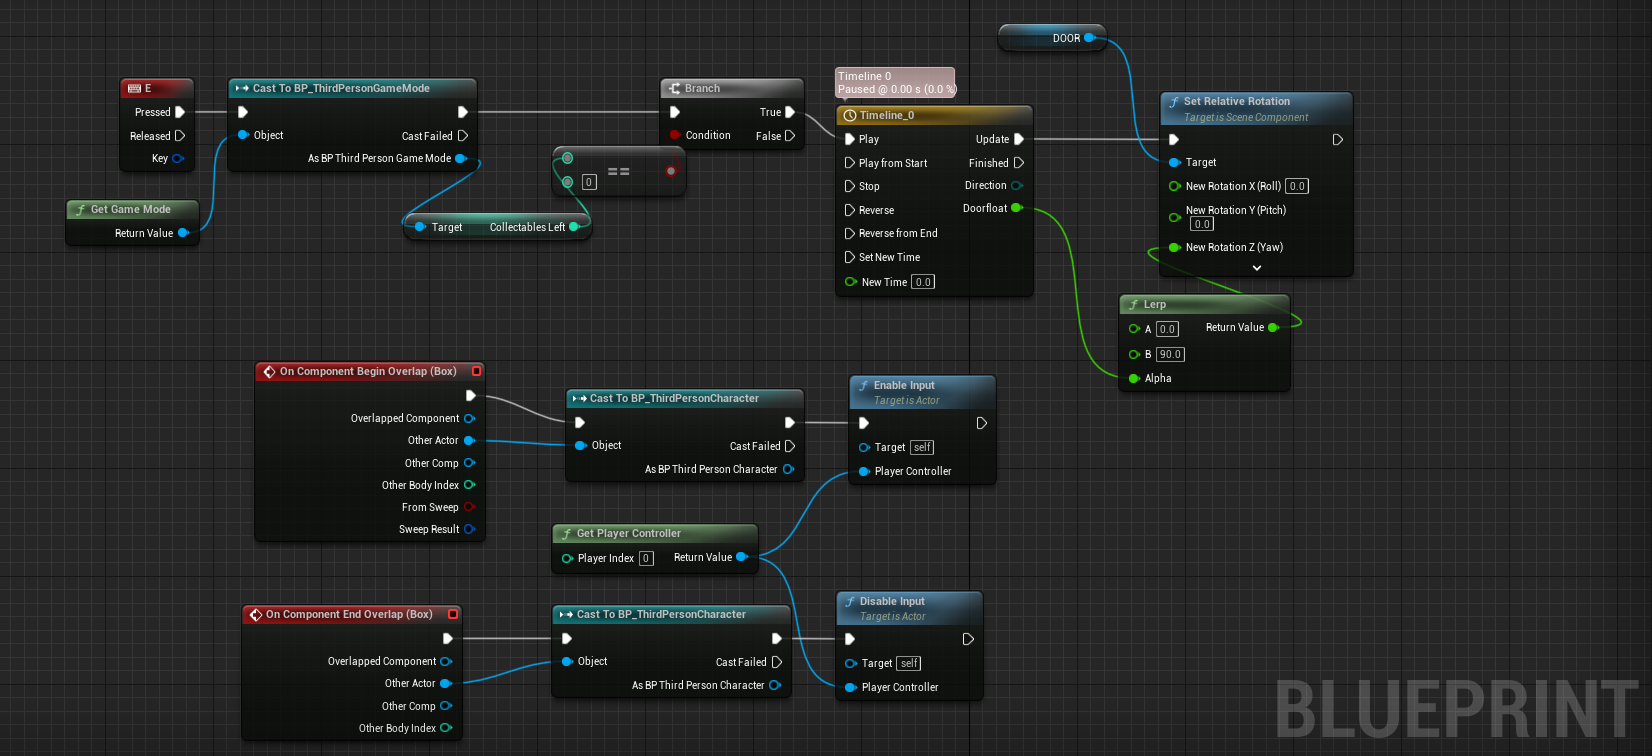 DOOR
E
Pressed
Released
Key
Cast To BP_ThirdPersonGameMode
Object
Cast Failed
As BP Third Person Game Mode
Get Game Mode
Return Value
Target
Collectables Left
==
0
Branch
True
Condition
False
Timeline 0
Paused @ 0.00 s (0.0 %)
Timeline_0
Play
Update
Play from Start
Finished
Stop
Direction
Reverse
Doorfloat
Reverse from End
Set New Time
New Time 0.0
Set Relative Rotation
Target is Scene Component
Target
New Rotation X (Roll) 0.0
New Rotation Y (Pitch)
0.0
New Rotation Z (Yaw)
Lerp
A 0.0
Return Value
B 90.0
Alpha
On Component Begin Overlap (Box)
Overlapped Component
Other Actor
Other Comp
Other Body Index
From Sweep
Sweep Result
Cast To BP_ThirdPersonCharacter
Object
Cast Failed
As BP Third Person Character
Enable Input
Target is Actor
Target self
Player Controller
Get Player Controller
Player Index 0
Return Value
On Component End Overlap (Box)
Overlapped Component
Other Actor
Other Comp
Other Body Index
Cast To BP_ThirdPersonCharacter
Object
Cast Failed
As BP Third Person Character
Disable Input
Target is Actor
Target self
Player Controller
BLUEPRINT